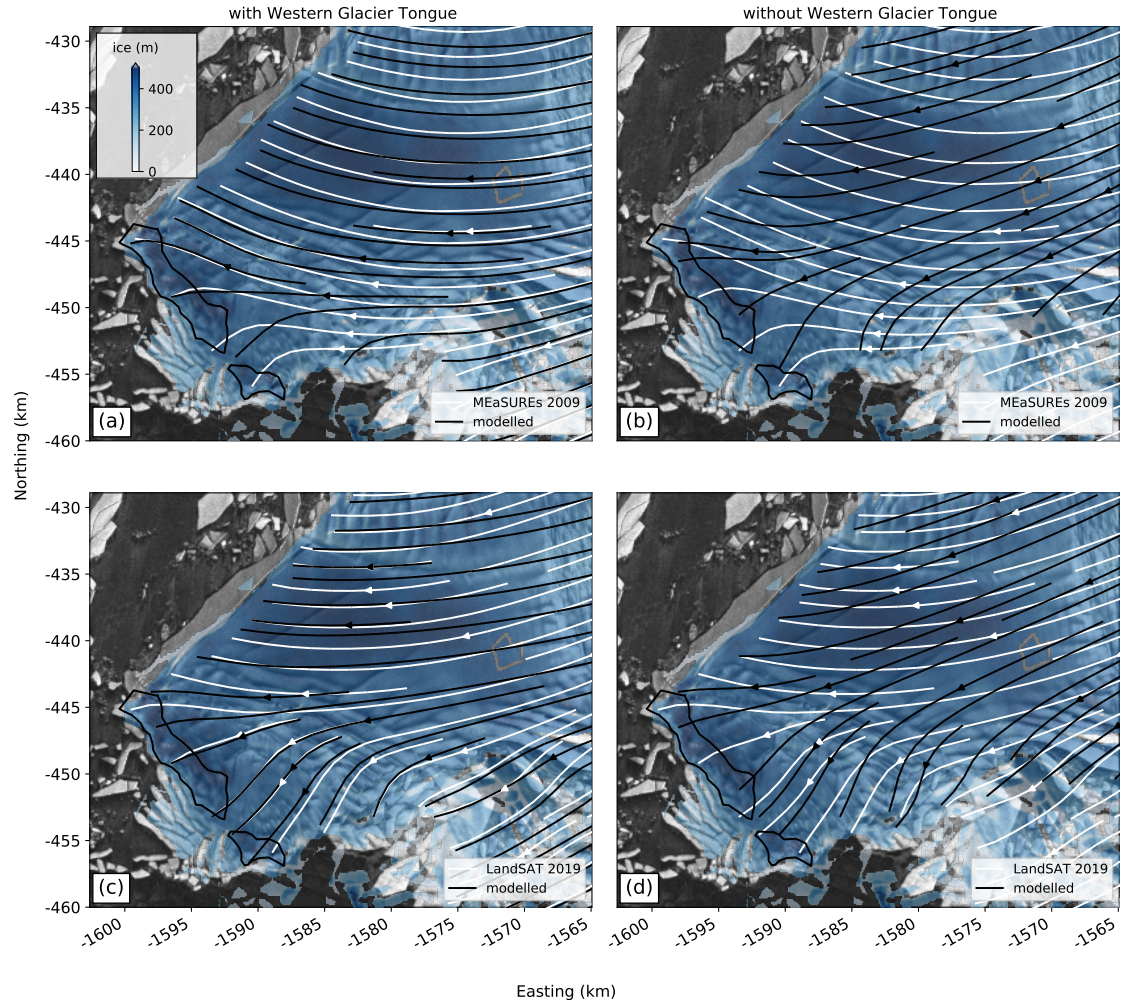 with Western Glacier Tongue
without Western Glacier Tongue
ice (m)
400
200
0
-430
-435
-440
-445
-450
-455
-460
(a)
MEaSUREs 2009
modelled
(b)
MEaSUREs 2009
modelled
Northing (km)
-430
-435
-440
-445
-450
-455
-460
(c)
LandSAT 2019
modelled
(d)
LandSAT 2019
modelled
-1600
-1595
-1590
-1585
-1580
-1575
-1570
-1565
-1600
-1595
-1590
-1585
-1580
-1575
-1570
-1565
Easting (km)